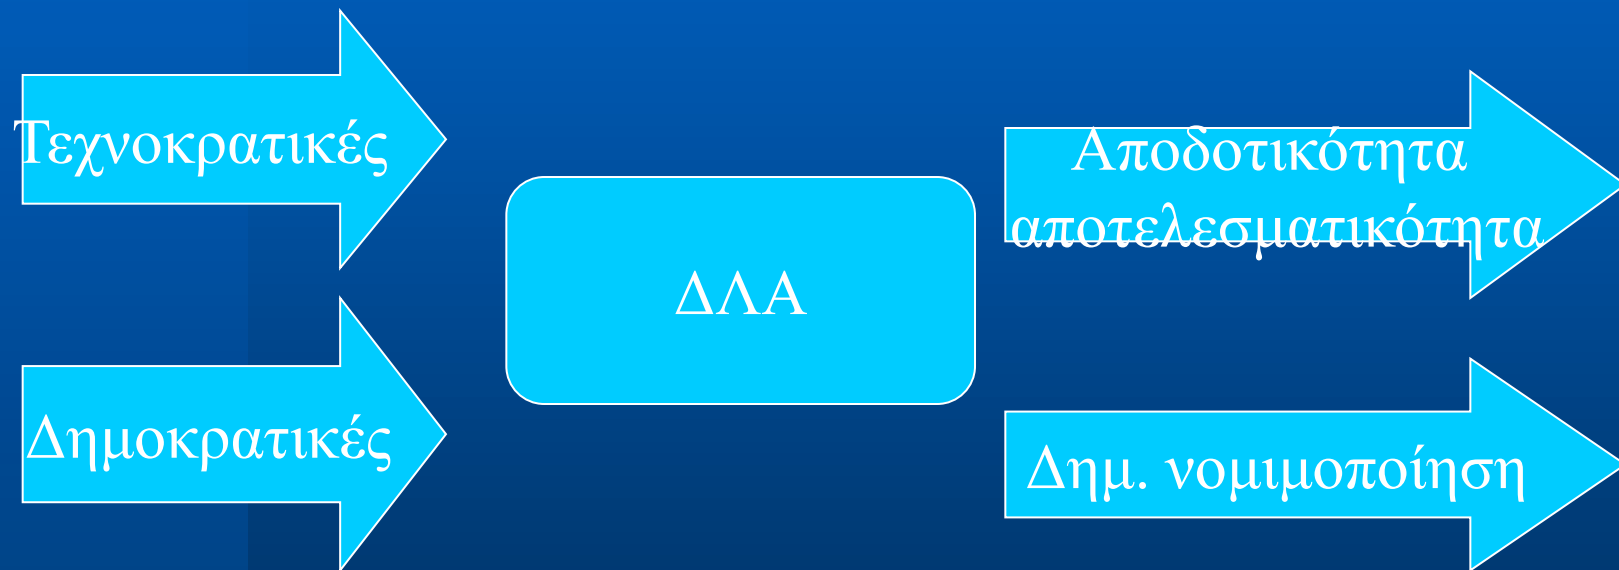 Τεχνοκρατικές
Δημοκρατικές
ΔΛΑ
Αποδοτικότητα
αποτελεσματικότητα
Δημ. νομιμοποίηση